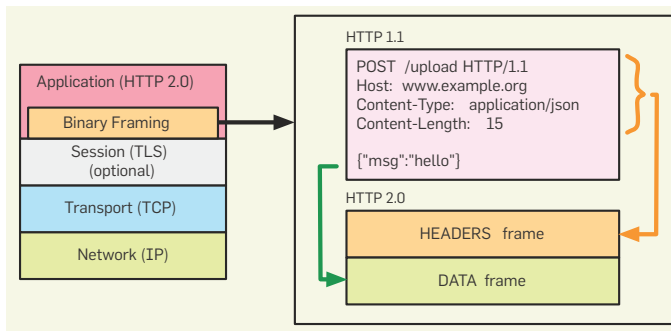 Application (HTTP 2.0)
Binary Framing
Session (TLS)
(optional)
Transport (TCP)
Network (IP)
HTTP 1.1
POST /upload HTTP/1.1
Host: www.example.org
Content-Type: application/json
Content-Length: 15
{"msg":"hello"}
HTTP 2.0
HEADERS frame
DATA frame